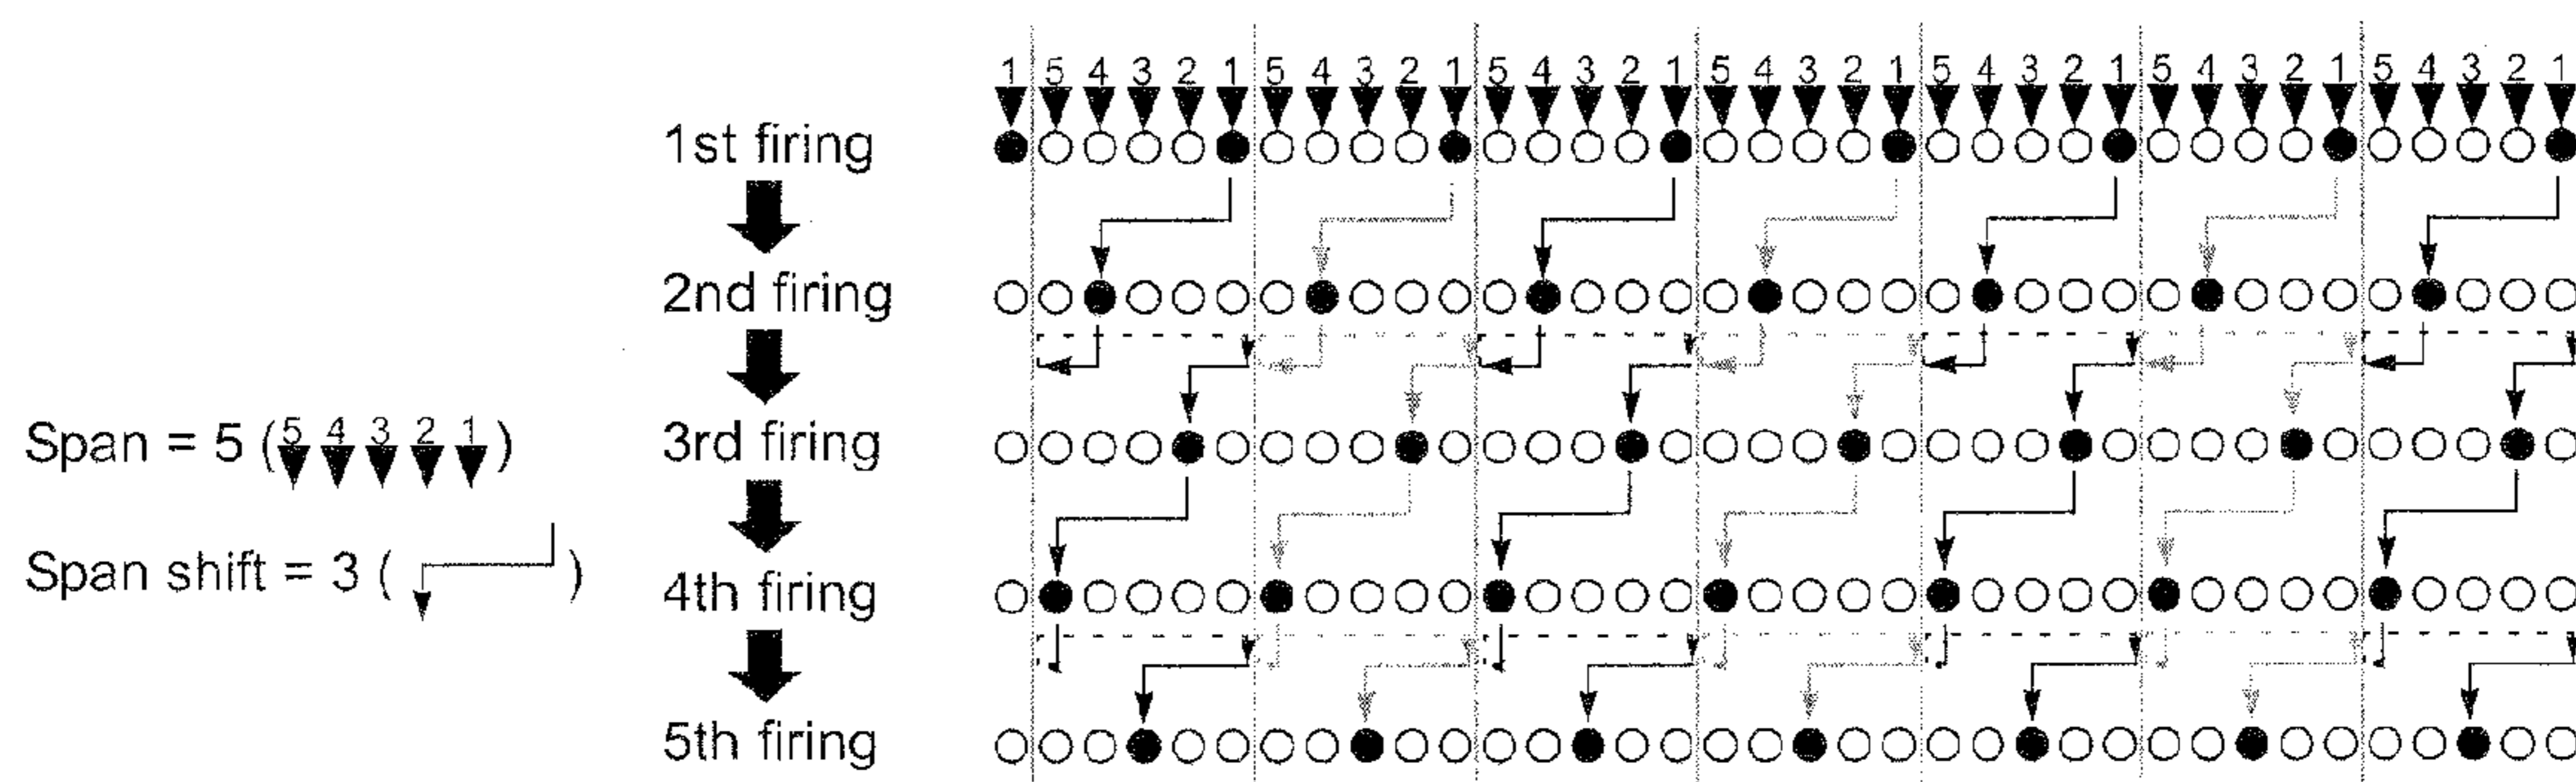 1 5 4 3 2 1 5 4 3 2 1 5 4 3 2 1 5 4 3 2 1 5 4 3 2 1 5 4 3 2 1 5 4 3 2 1
1st firing
2nd firing
Span = 5 (5 4 3 2 1)
3rd firing
Span shift = 3 ( )
4th firing
5th firing